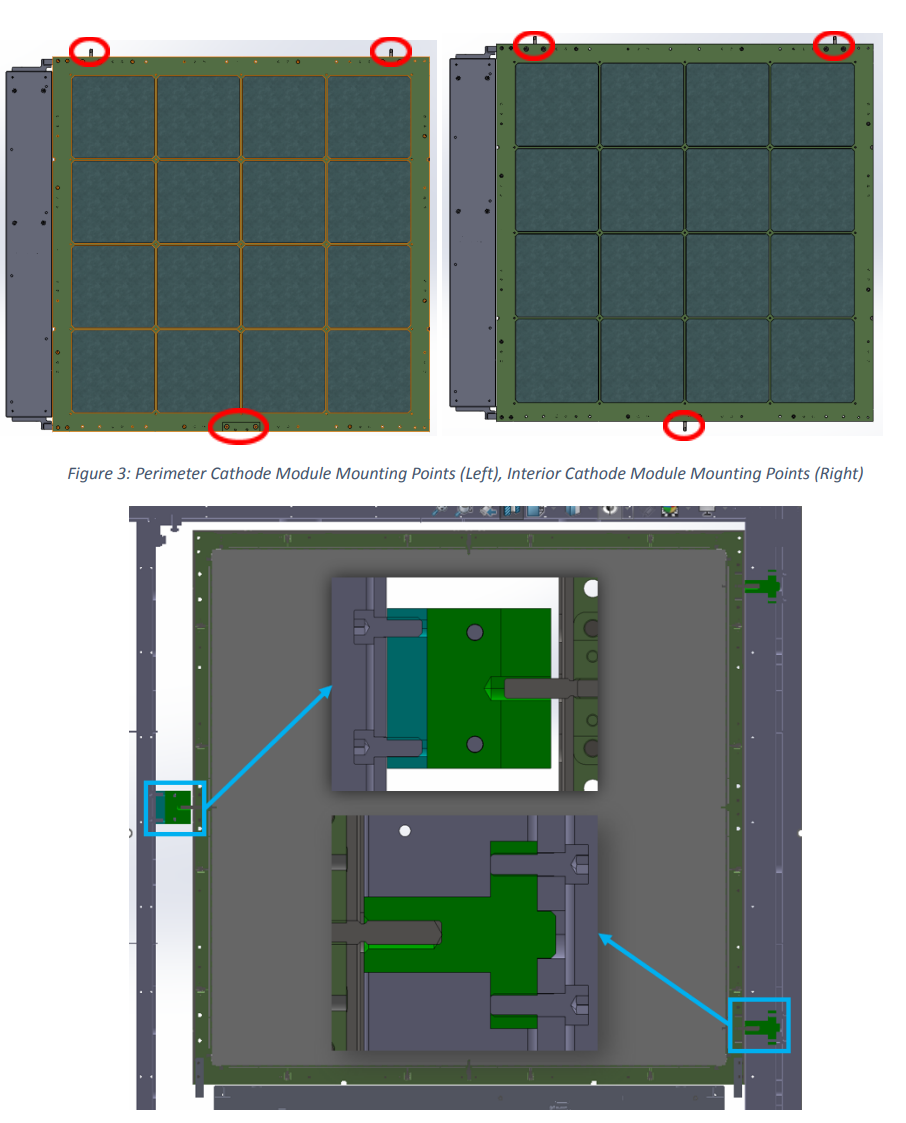 Figure 3: Perimeter Cathode Module Mounting Points (Left), Interior Cathode Module Mounting Points (Right)